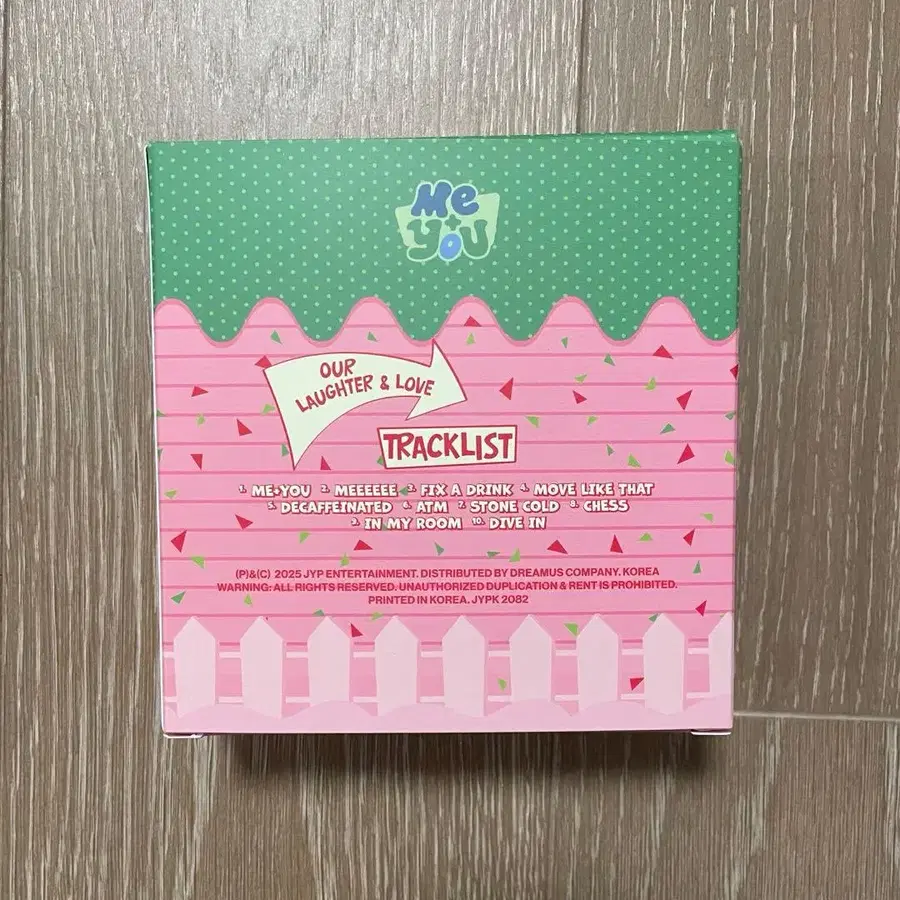 Me
+
YoU
OUR
LAUGHTER & LOVE
TRACKLIST
1. ME+YOU 2. MEEEEEE 3. FIX A DRINK 4. MOVE LIKE THAT
5. DECAFFEINATED 6. ATM 7. STONE COLD 8. CHESS
9. IN MY ROOM 10. DIVE IN
(P)&(C) 2025 JYP ENTERTAINMENT. DISTRIBUTED BY DREAMUS COMPANY. KOREA
WARNING: ALL RIGHTS RESERVED. UNAUTHORIZED DUPLICATION & RENT IS PROHIBITED.
PRINTED IN KOREA. JYPK 2082